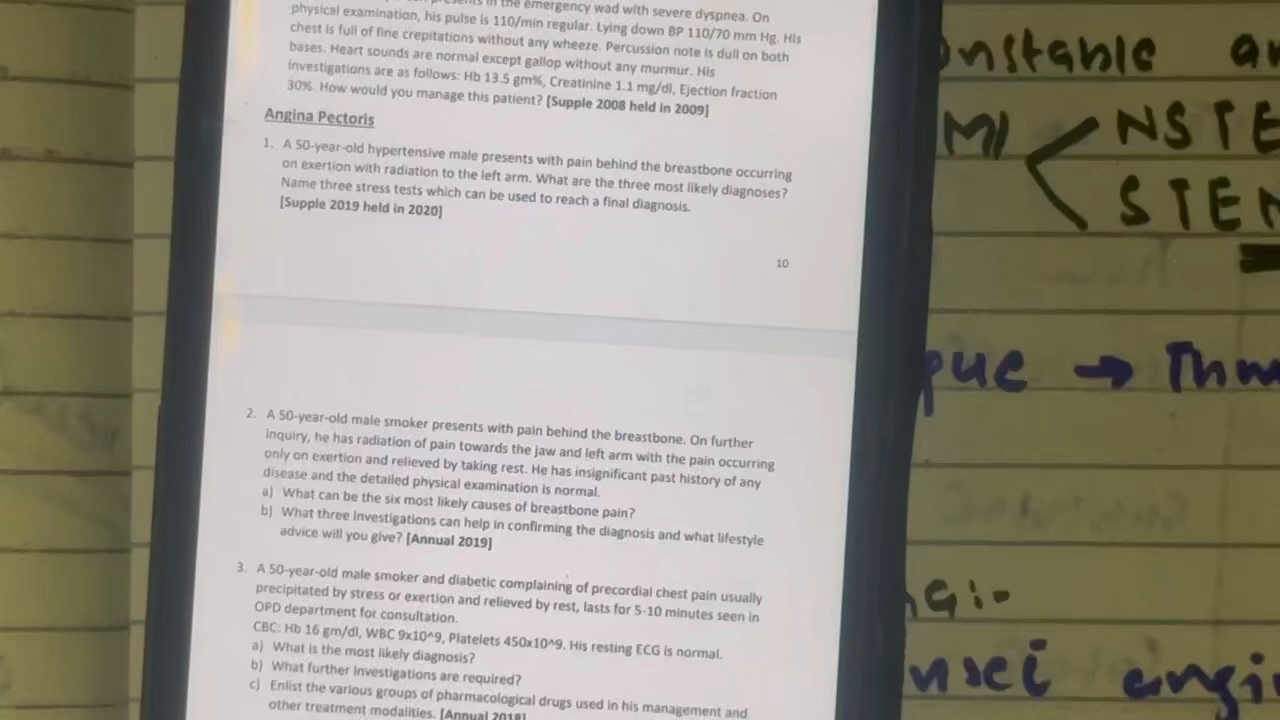 the emergency wad with severe dyspnea. On
physical examination, his pulse is 110/min regular. Lying down BP 110/70 mm Hg. His
chest is full of fine crepitations without any wheeze. Percussion note is dull on both
bases. Heart sounds are normal except gallop without any murmur. His
investigations are as follows: Hb 13.5 gm%, Creatinine 1.1 mg/dl, Ejection fraction
30%. How would you manage this patient? [Supple 2008 held in 2009]
Angina Pectoris
1. A 50-year-old hypertensive male presents with pain behind the breastbone occurring
on exertion with radiation to the left arm. What are the three most likely diagnoses?
Name three stress tests which can be used to reach a final diagnosis.
[Supple 2019 held in 2020]
10
2. A 50-year-old male smoker presents with pain behind the breastbone. On further
inquiry, he has radiation of pain towards the jaw and left arm with the pain occurring
only on exertion and relieved by taking rest. He has insignificant past history of any
disease and the detailed physical examination is normal.
a) What can be the six most likely causes of breastbone pain?
b) What three investigations can help in confirming the diagnosis and what lifestyle
advice will you give? [Annual 2019]
3. A 50-year-old male smoker and diabetic complaining of precordial chest pain usually
precipitated by stress or exertion and relieved by rest, lasts for 5-10 minutes seen in
OPD department for consultation.
CBC: Hb 16 gm/dl, WBC 9x10^9, Platelets 450x10^9. His resting ECG is normal.
a) What is the most likely diagnosis?
b) What further investigations are required?
c) Enlist the various groups of pharmacological drugs used in his management and
other treatment modalities. [Annual 2018]
MI NSTE
STEM